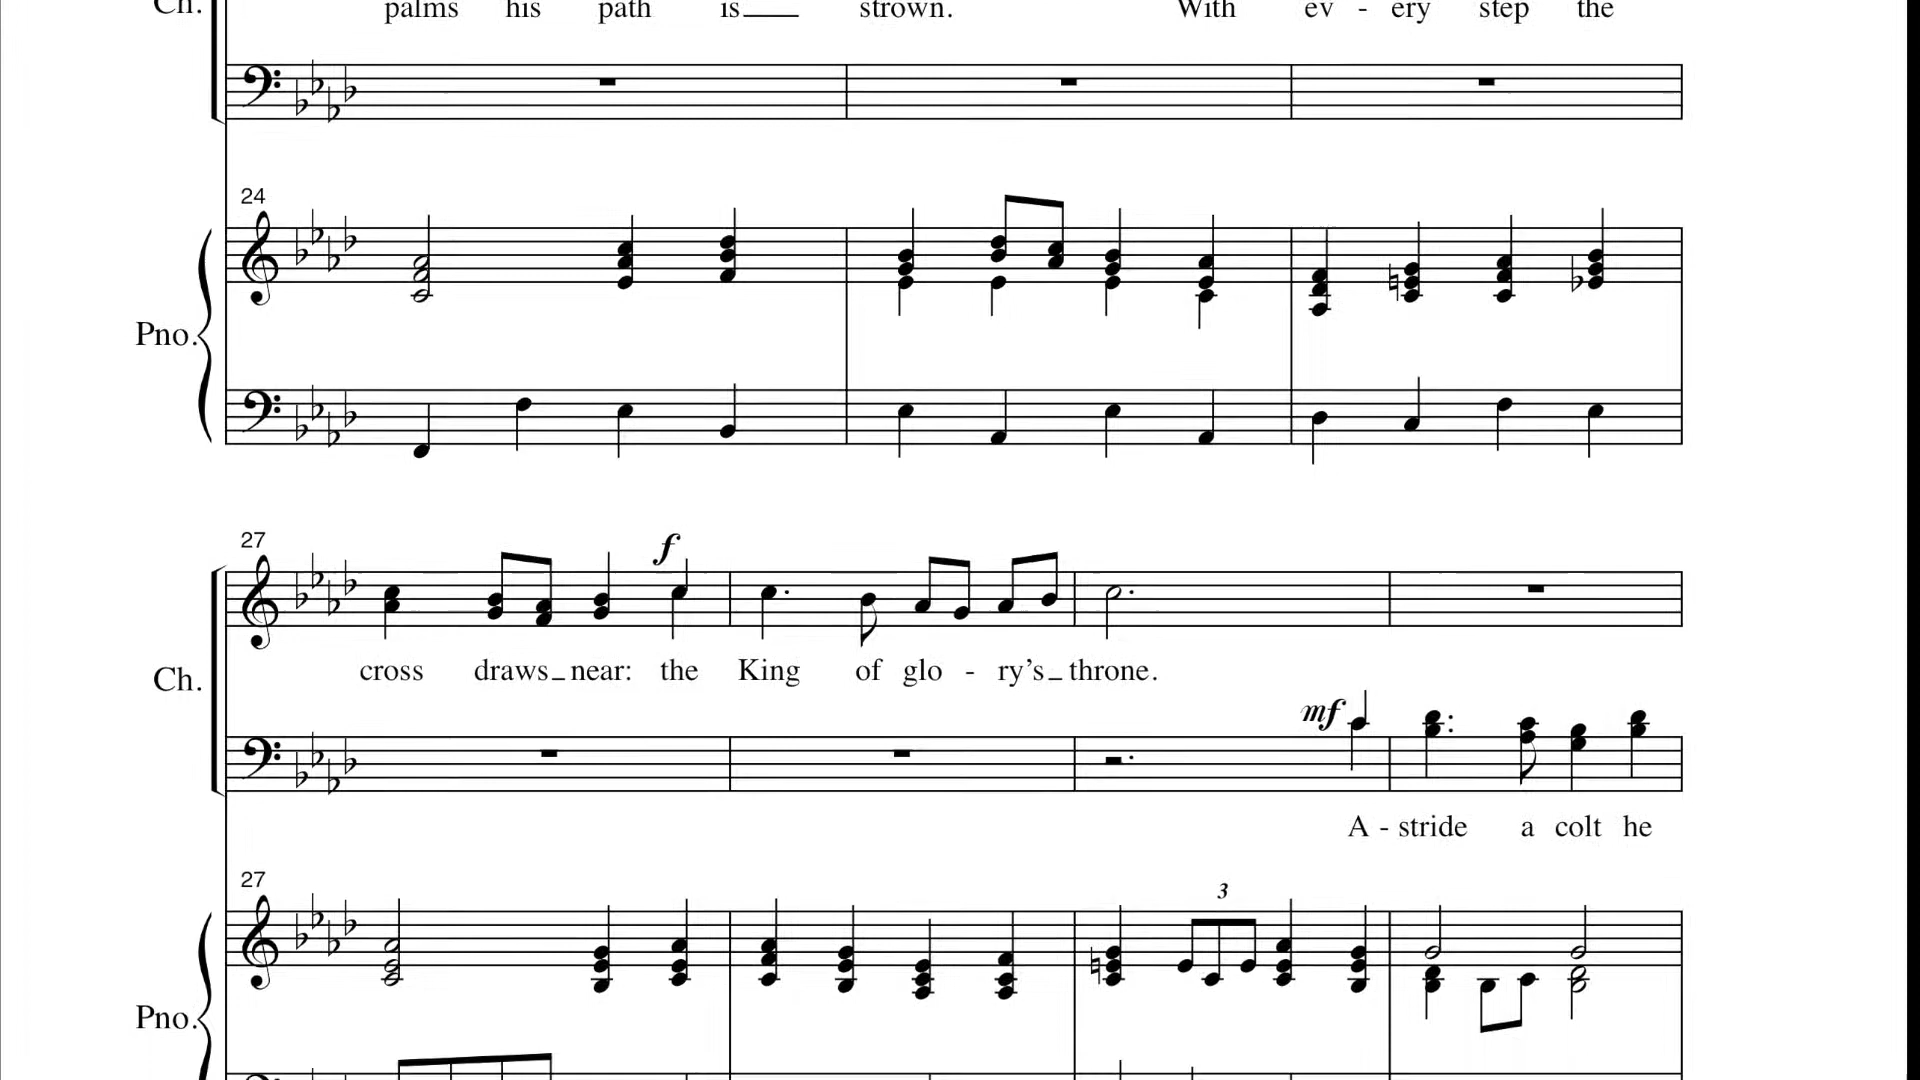 Ch.
palms his path is strown. With ev - ery step the
24
Pno.
27
f
cross draws near: the King of glo - ry’s throne.
Ch.
mf
A - stride a colt he
27
3
Pno.